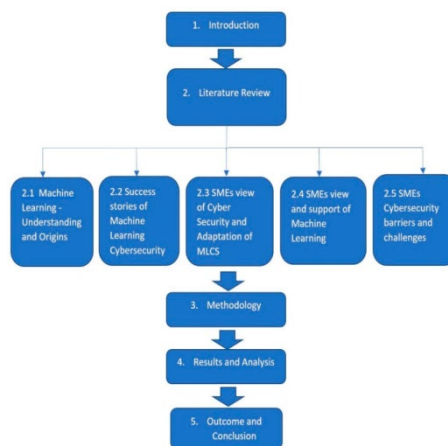 1. Introduction
2. Literature Review
2.1 Machine
Learning -
Understanding
and Origins
2.2 Success
stories of
Machine
Learning
Cybersecurity
2.3 SMEs view
of Cyber
Security and
Adaptation of
MLCS
2.4 SMEs view
and support of
Machine
Learning
2.5 SMEs
Cybersecurity
barriers and
challenges
3. Methodology
4. Results and Analysis
5. Outcome and
Conclusion